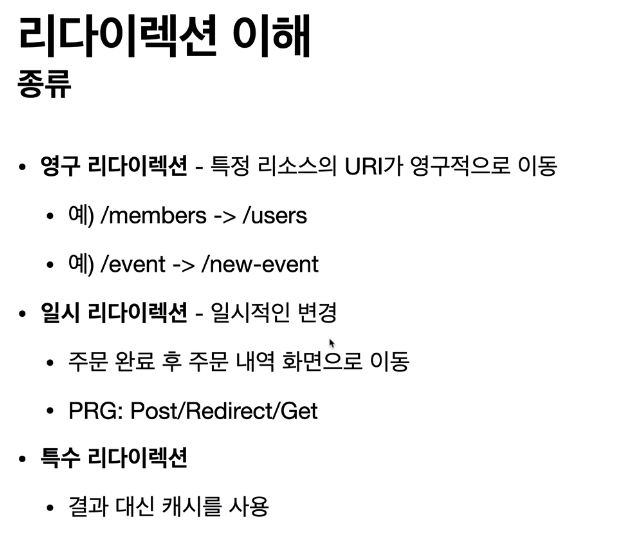 리다이렉션 이해
종류
• 영구 리다이렉션 - 특정 리소스의 URI가 영구적으로 이동
• 예) /members -> /users
• 예) /event -> /new-event
• 일시 리다이렉션 - 일시적인 변경
• 주문 완료 후 주문 내역 화면으로 이동
• PRG: Post/Redirect/Get
• 특수 리다이렉션
• 결과 대신 캐시를 사용